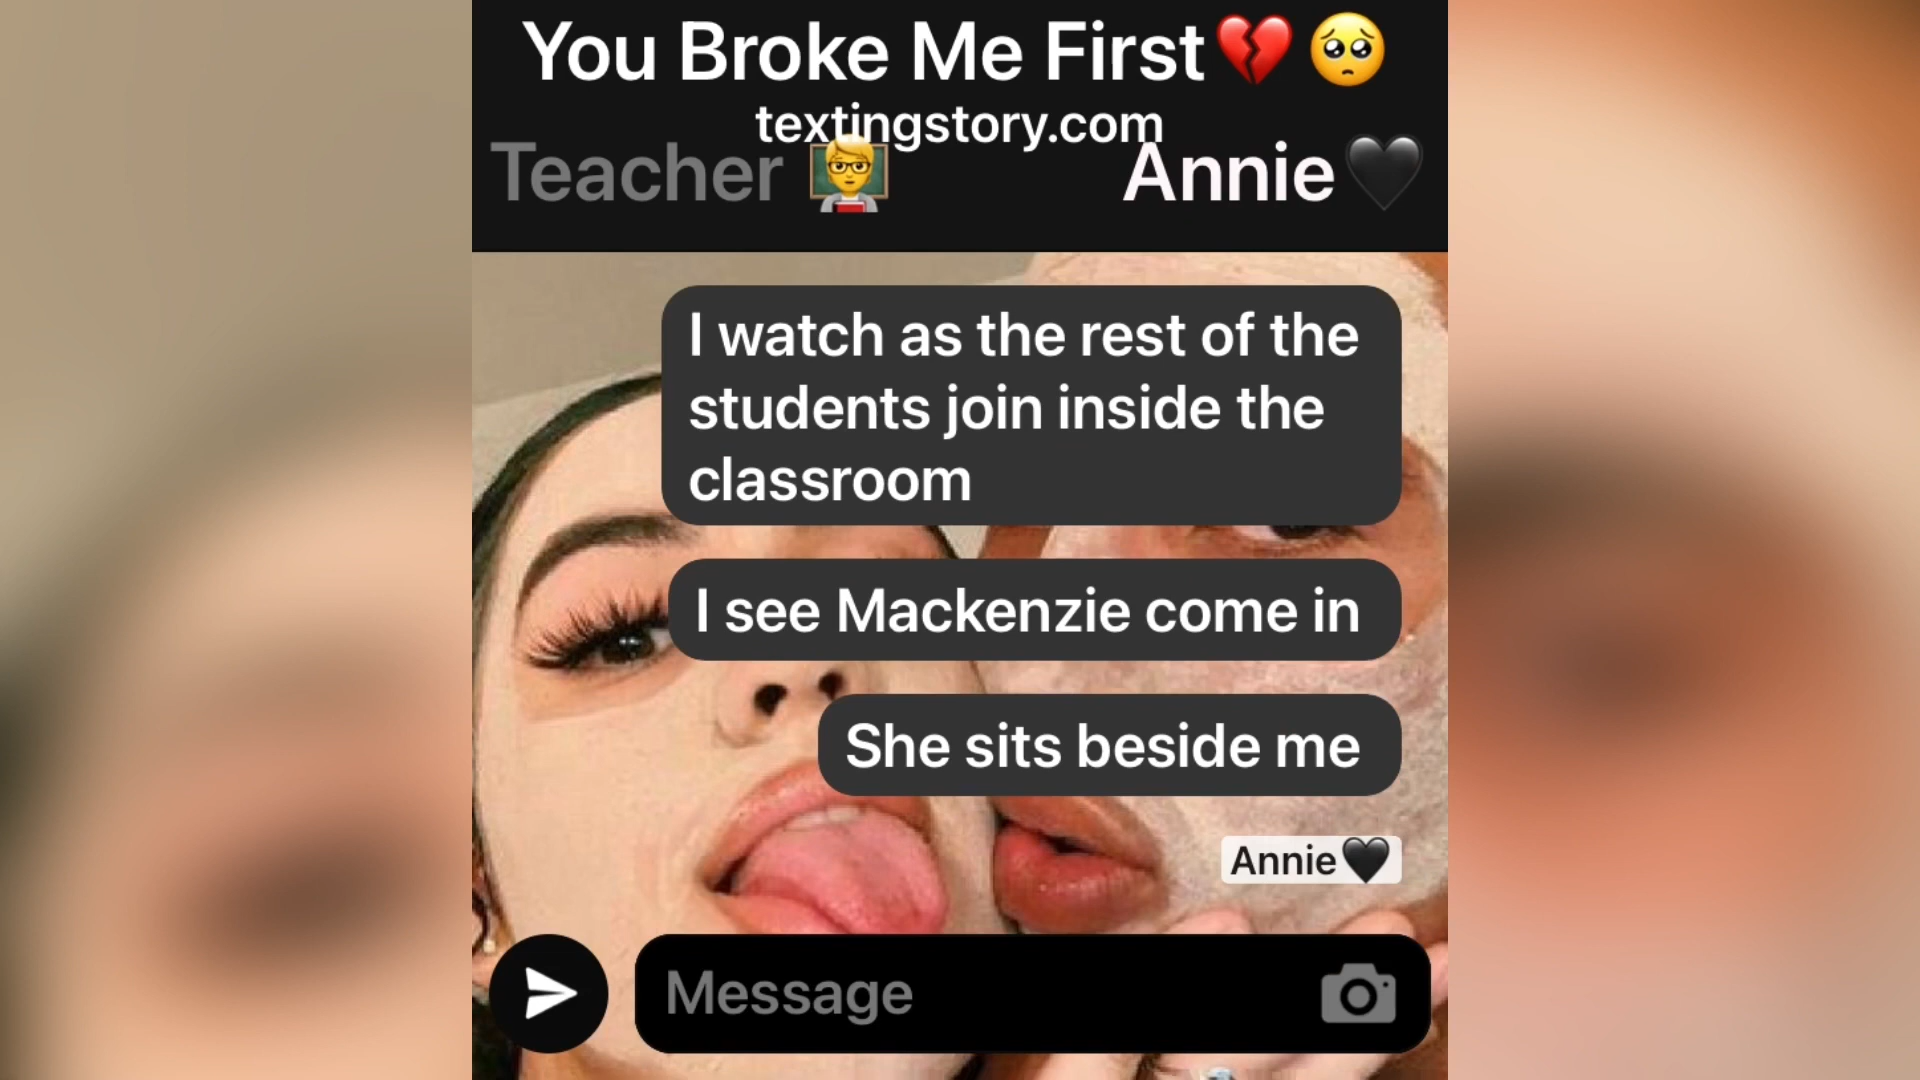 You Broke Me First💔🥺
textingstory.com
Teacher 🧑‍🏫 Annie🖤
I watch as the rest of the
students join inside the
classroom
I see Mackenzie come in
She sits beside me
Annie🖤
Message